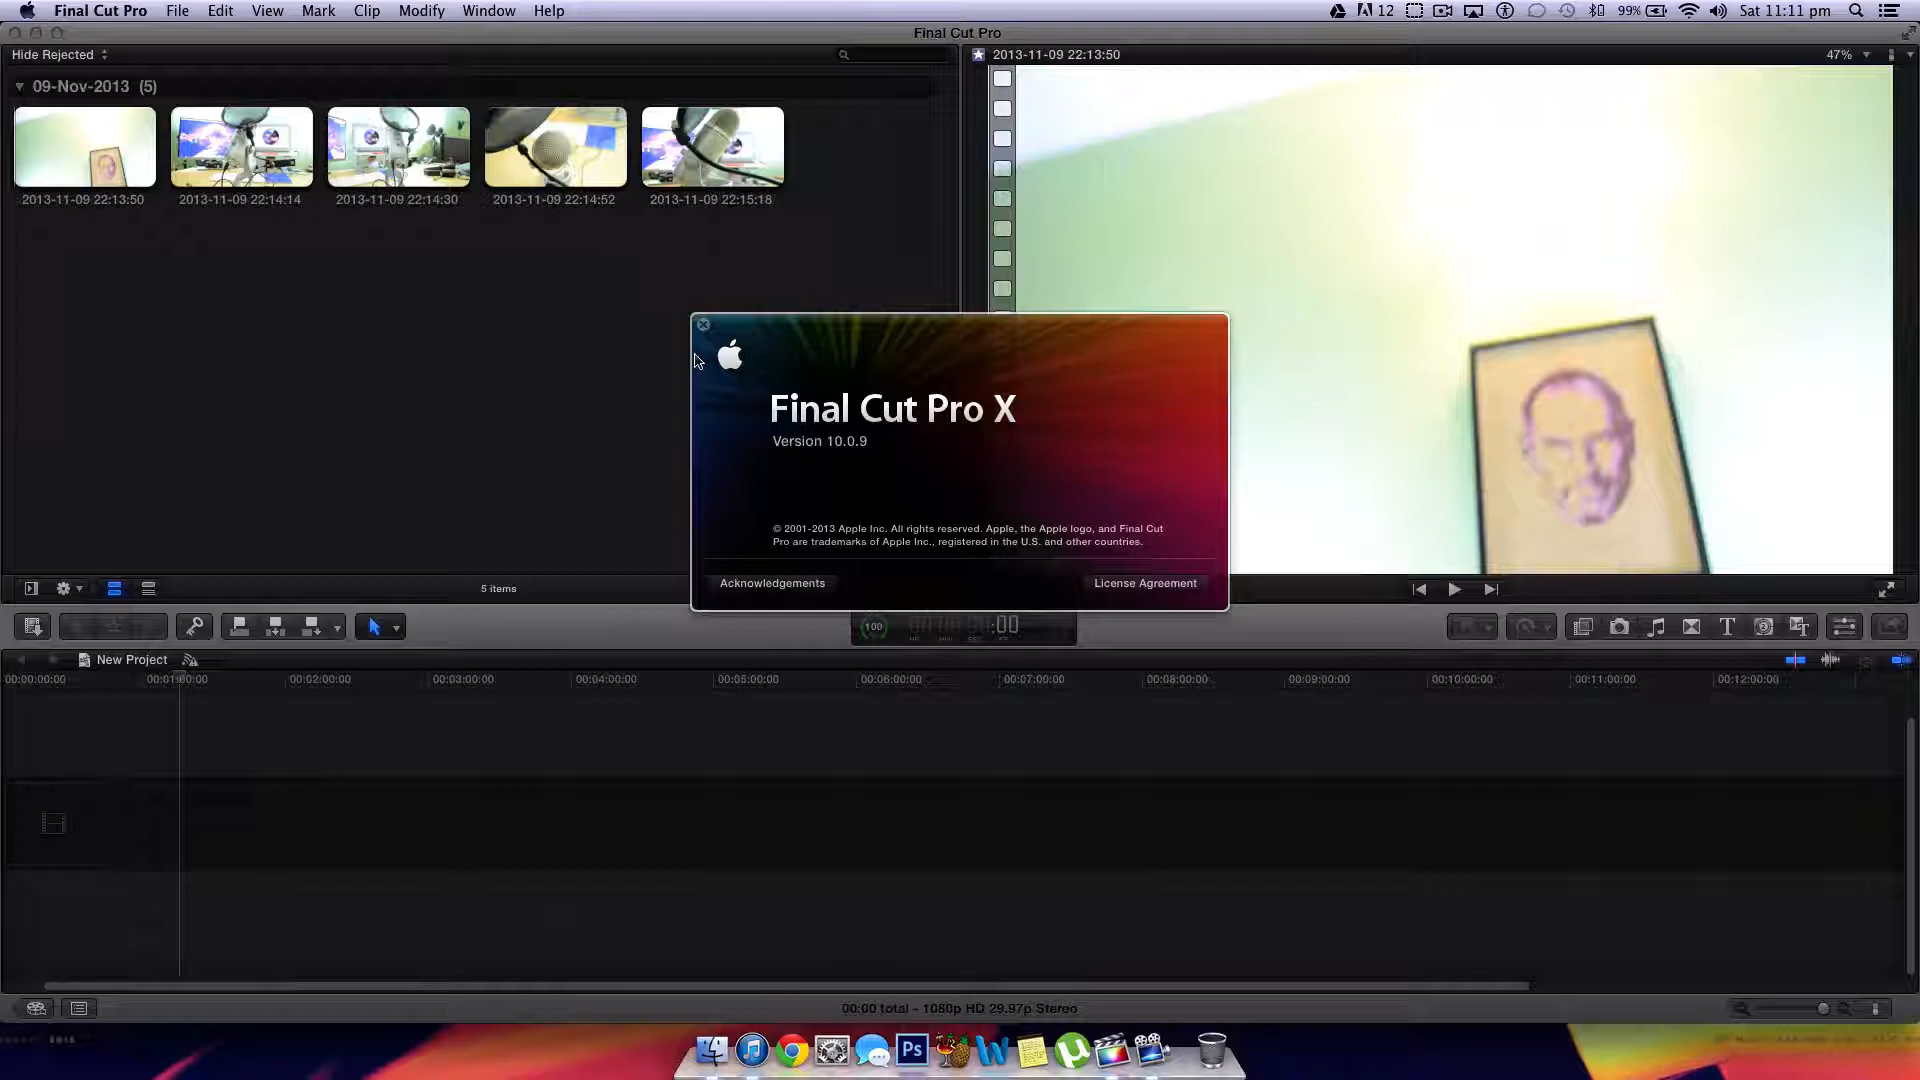 Final Cut Pro File Edit View Mark Clip Modify Window Help 12 99% Sat 11:11 pm
Final Cut Pro
Hide Rejected
2013-11-09 22:13:50 47%
09-Nov-2013 (5)
2013-11-09 22:13:50 2013-11-09 22:14:14 2013-11-09 22:14:30 2013-11-09 22:14:52 2013-11-09 22:15:18
Final Cut Pro X
Version 10.0.9
© 2001-2013 Apple Inc. All rights reserved. Apple, the Apple logo, and Final Cut
Pro are trademarks of Apple Inc., registered in the U.S. and other countries.
Acknowledgements License Agreement
5 items
100 :00
T
New Project
00:00:00:00 00:01:00:00 00:02:00:00 00:03:00:00 00:04:00:00 00:05:00:00 00:06:00:00 00:07:00:00 00:08:00:00 00:09:00:00 00:10:00:00 00:11:00:00 00:12:00:00
00:00 total - 1080p HD 29.97p Stereo
Ps W µ